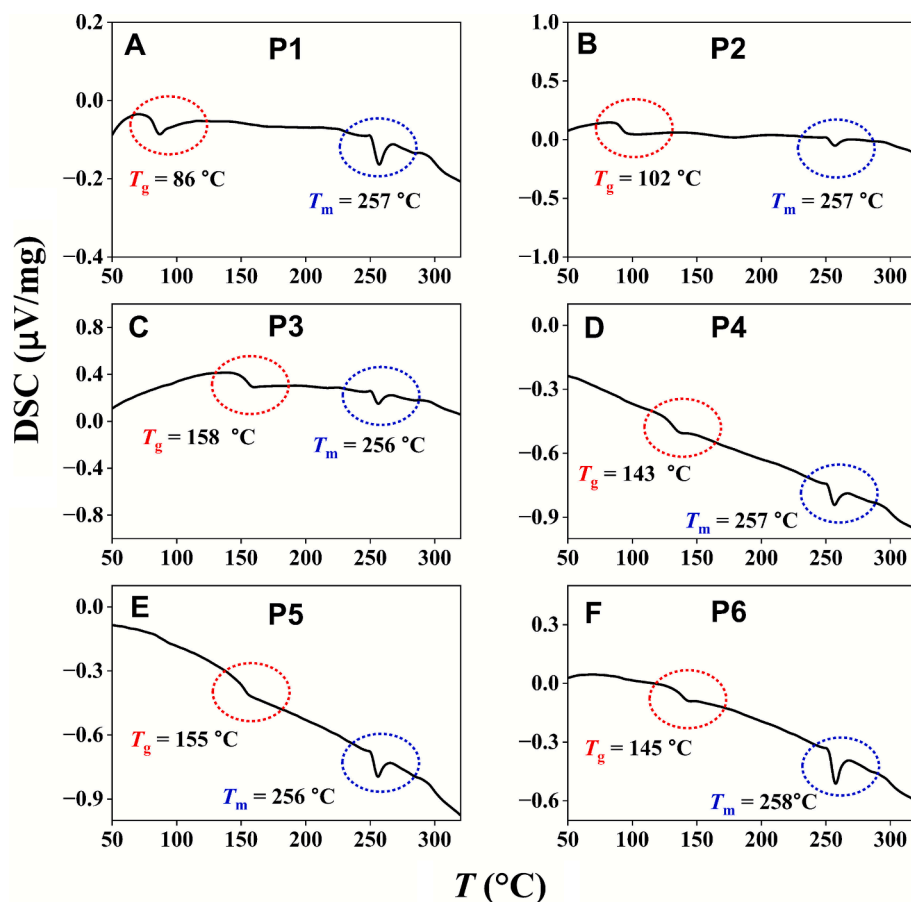 A P1
0.2
0.0
−0.2
−0.4
Tg = 86 °C
Tm = 257 °C
50 100 150 200 250 300
B P2
1.0
0.5
0.0
−0.5
−1.0
Tg = 102 °C
Tm = 257 °C
50 100 150 200 250 300
DSC (μV/mg)
C P3
0.8
0.4
0.0
−0.4
−0.8
Tg = 158 °C
Tm = 256 °C
50 100 150 200 250 300
D P4
0.0
−0.3
−0.6
−0.9
Tg = 143 °C
Tm = 257 °C
50 100 150 200 250 300
E P5
0.0
−0.3
−0.6
−0.9
Tg = 155 °C
Tm = 256 °C
50 100 150 200 250 300
F P6
0.3
0.0
−0.3
−0.6
Tg = 145 °C
Tm = 258°C
50 100 150 200 250 300
T (°C)